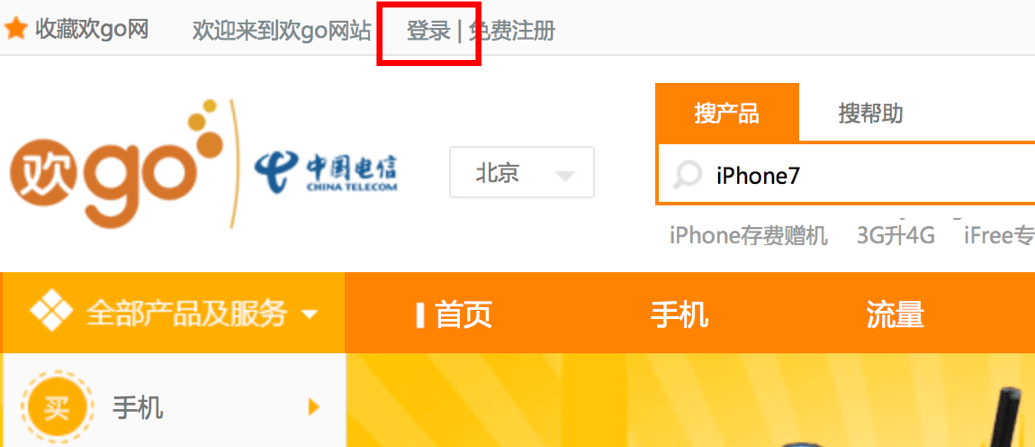 收藏欢go网 欢迎来到欢go网站 登录 | 免费注册
搜产品 搜帮助
欢go 中国电信 CHINA TELECOM 北京 iPhone7
iPhone存费赠机 3G升4G iFree专
全部产品及服务 首页 手机 流量
买 手机